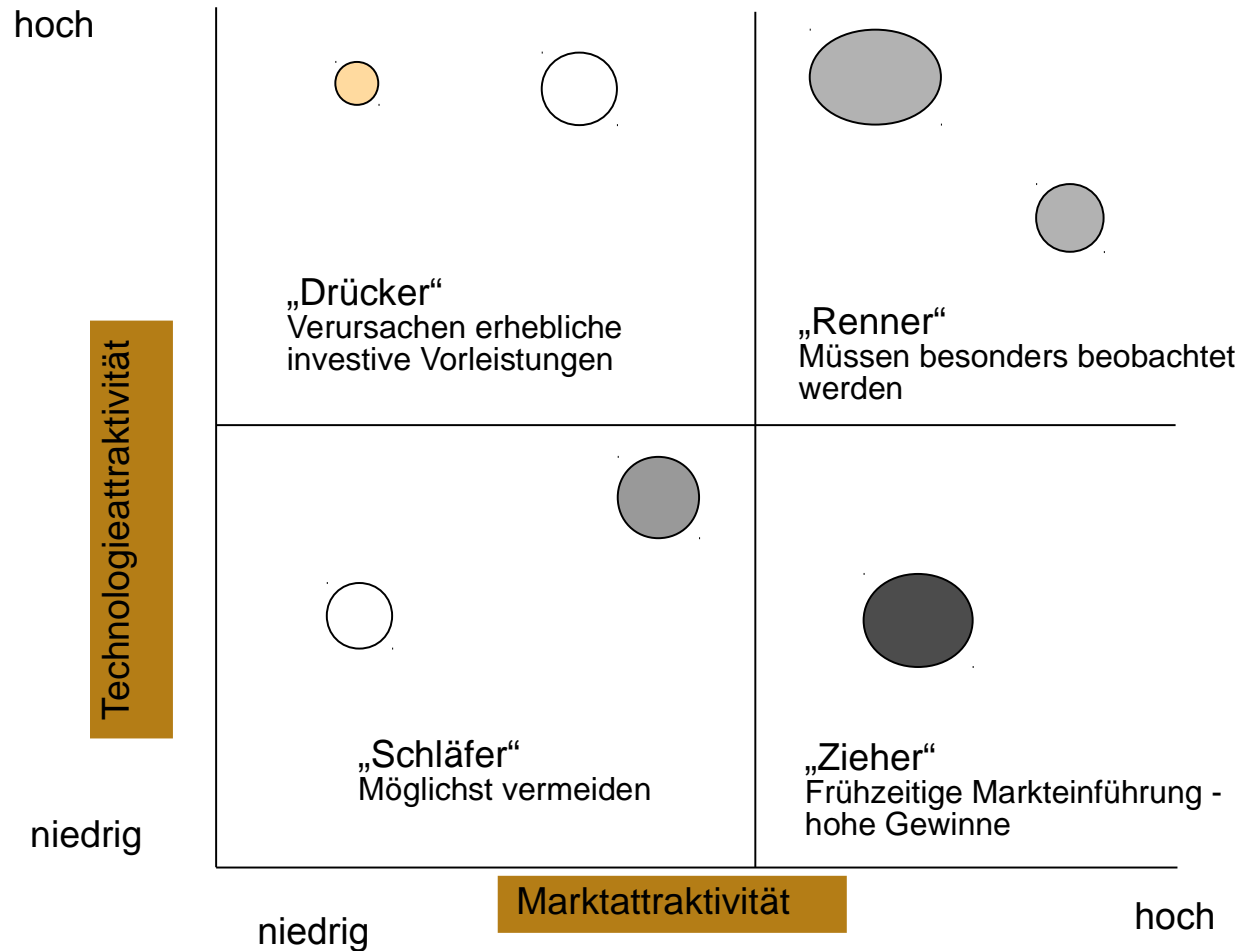 hoch
„Drücker“
Verursachen erhebliche
investive Vorleistungen
„Renner“
Müssen besonders beobachtet
werden
Technologieattraktivität
„Schläfer“
Möglichst vermeiden
„Zieher“
Frühzeitige Markteinführung -
hohe Gewinne
niedrig
Marktattraktivität
niedrig
hoch